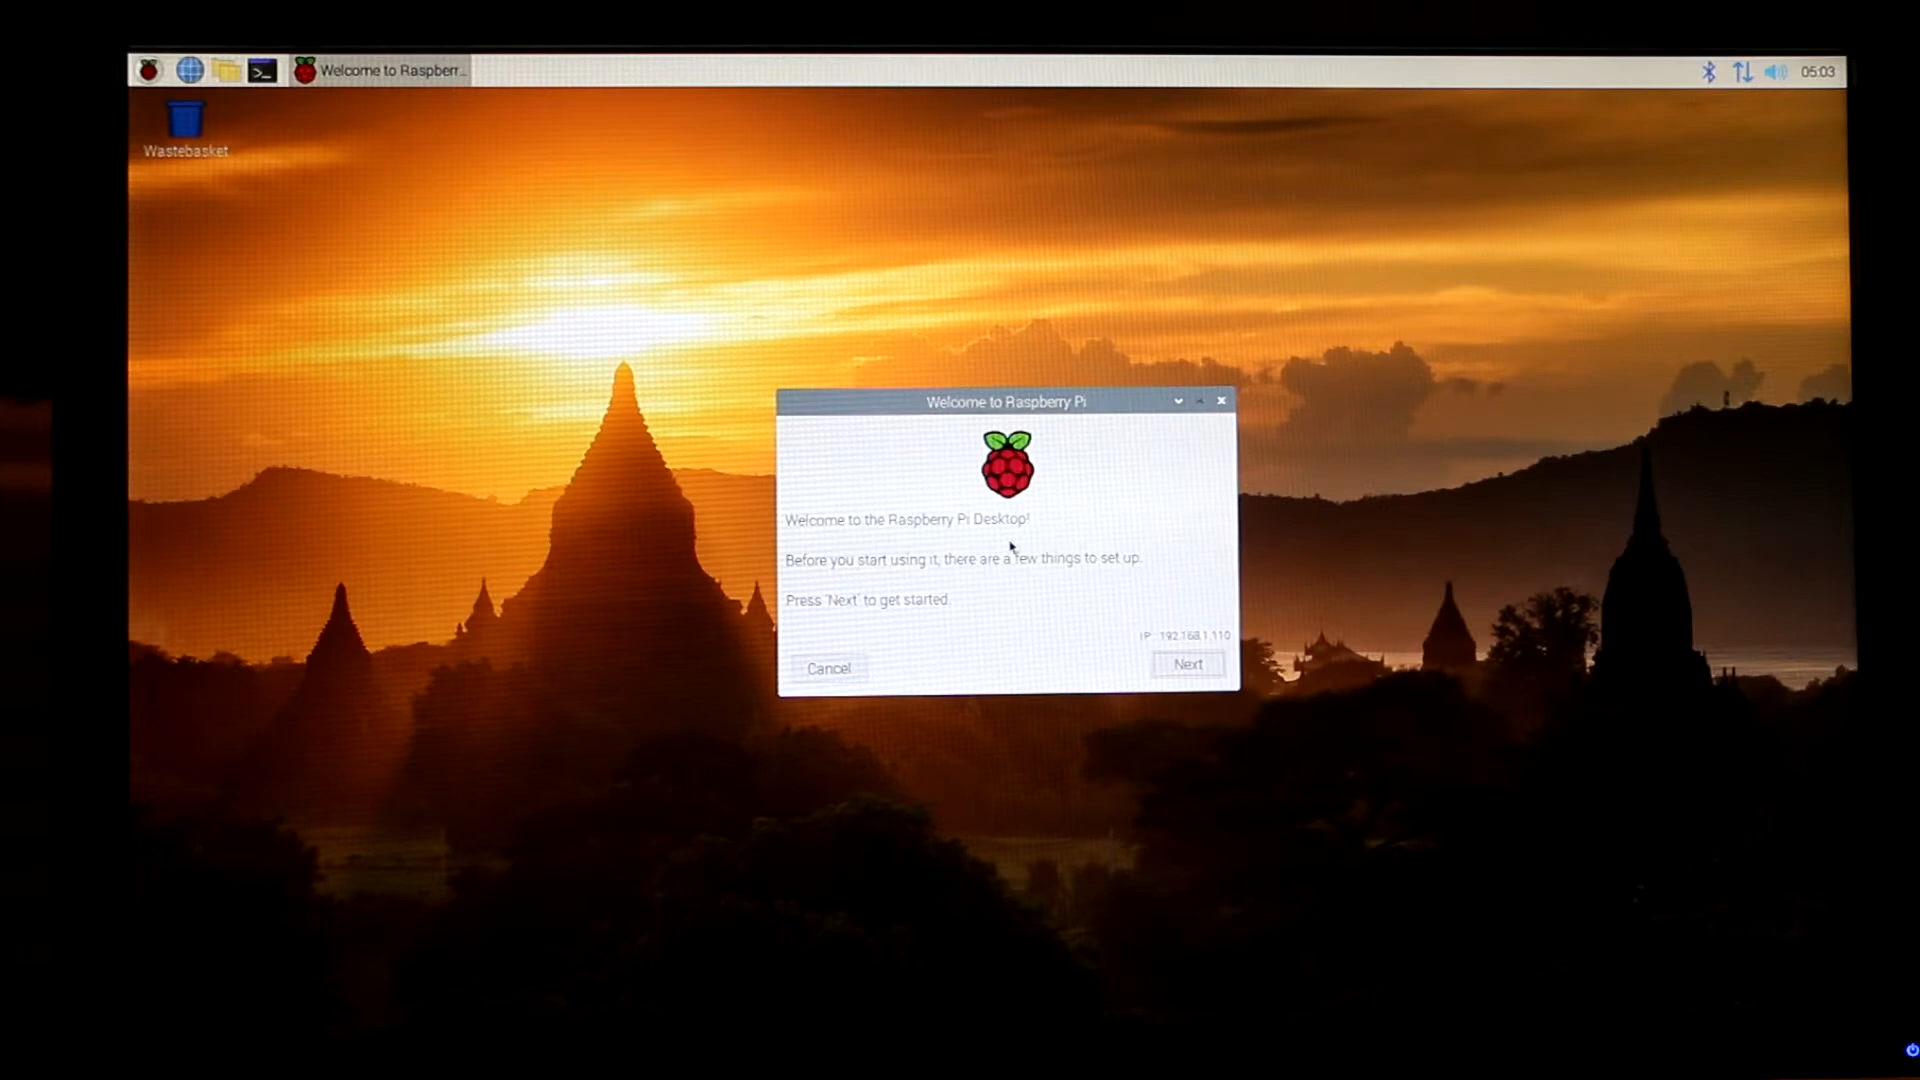 Welcome to Raspberr...
05:03
Wastebasket
Welcome to Raspberry Pi
Welcome to the Raspberry Pi Desktop!
Before you start using it, there are a few things to set up.
Press 'Next' to get started.
IP : 192.168.1.110
Cancel
Next